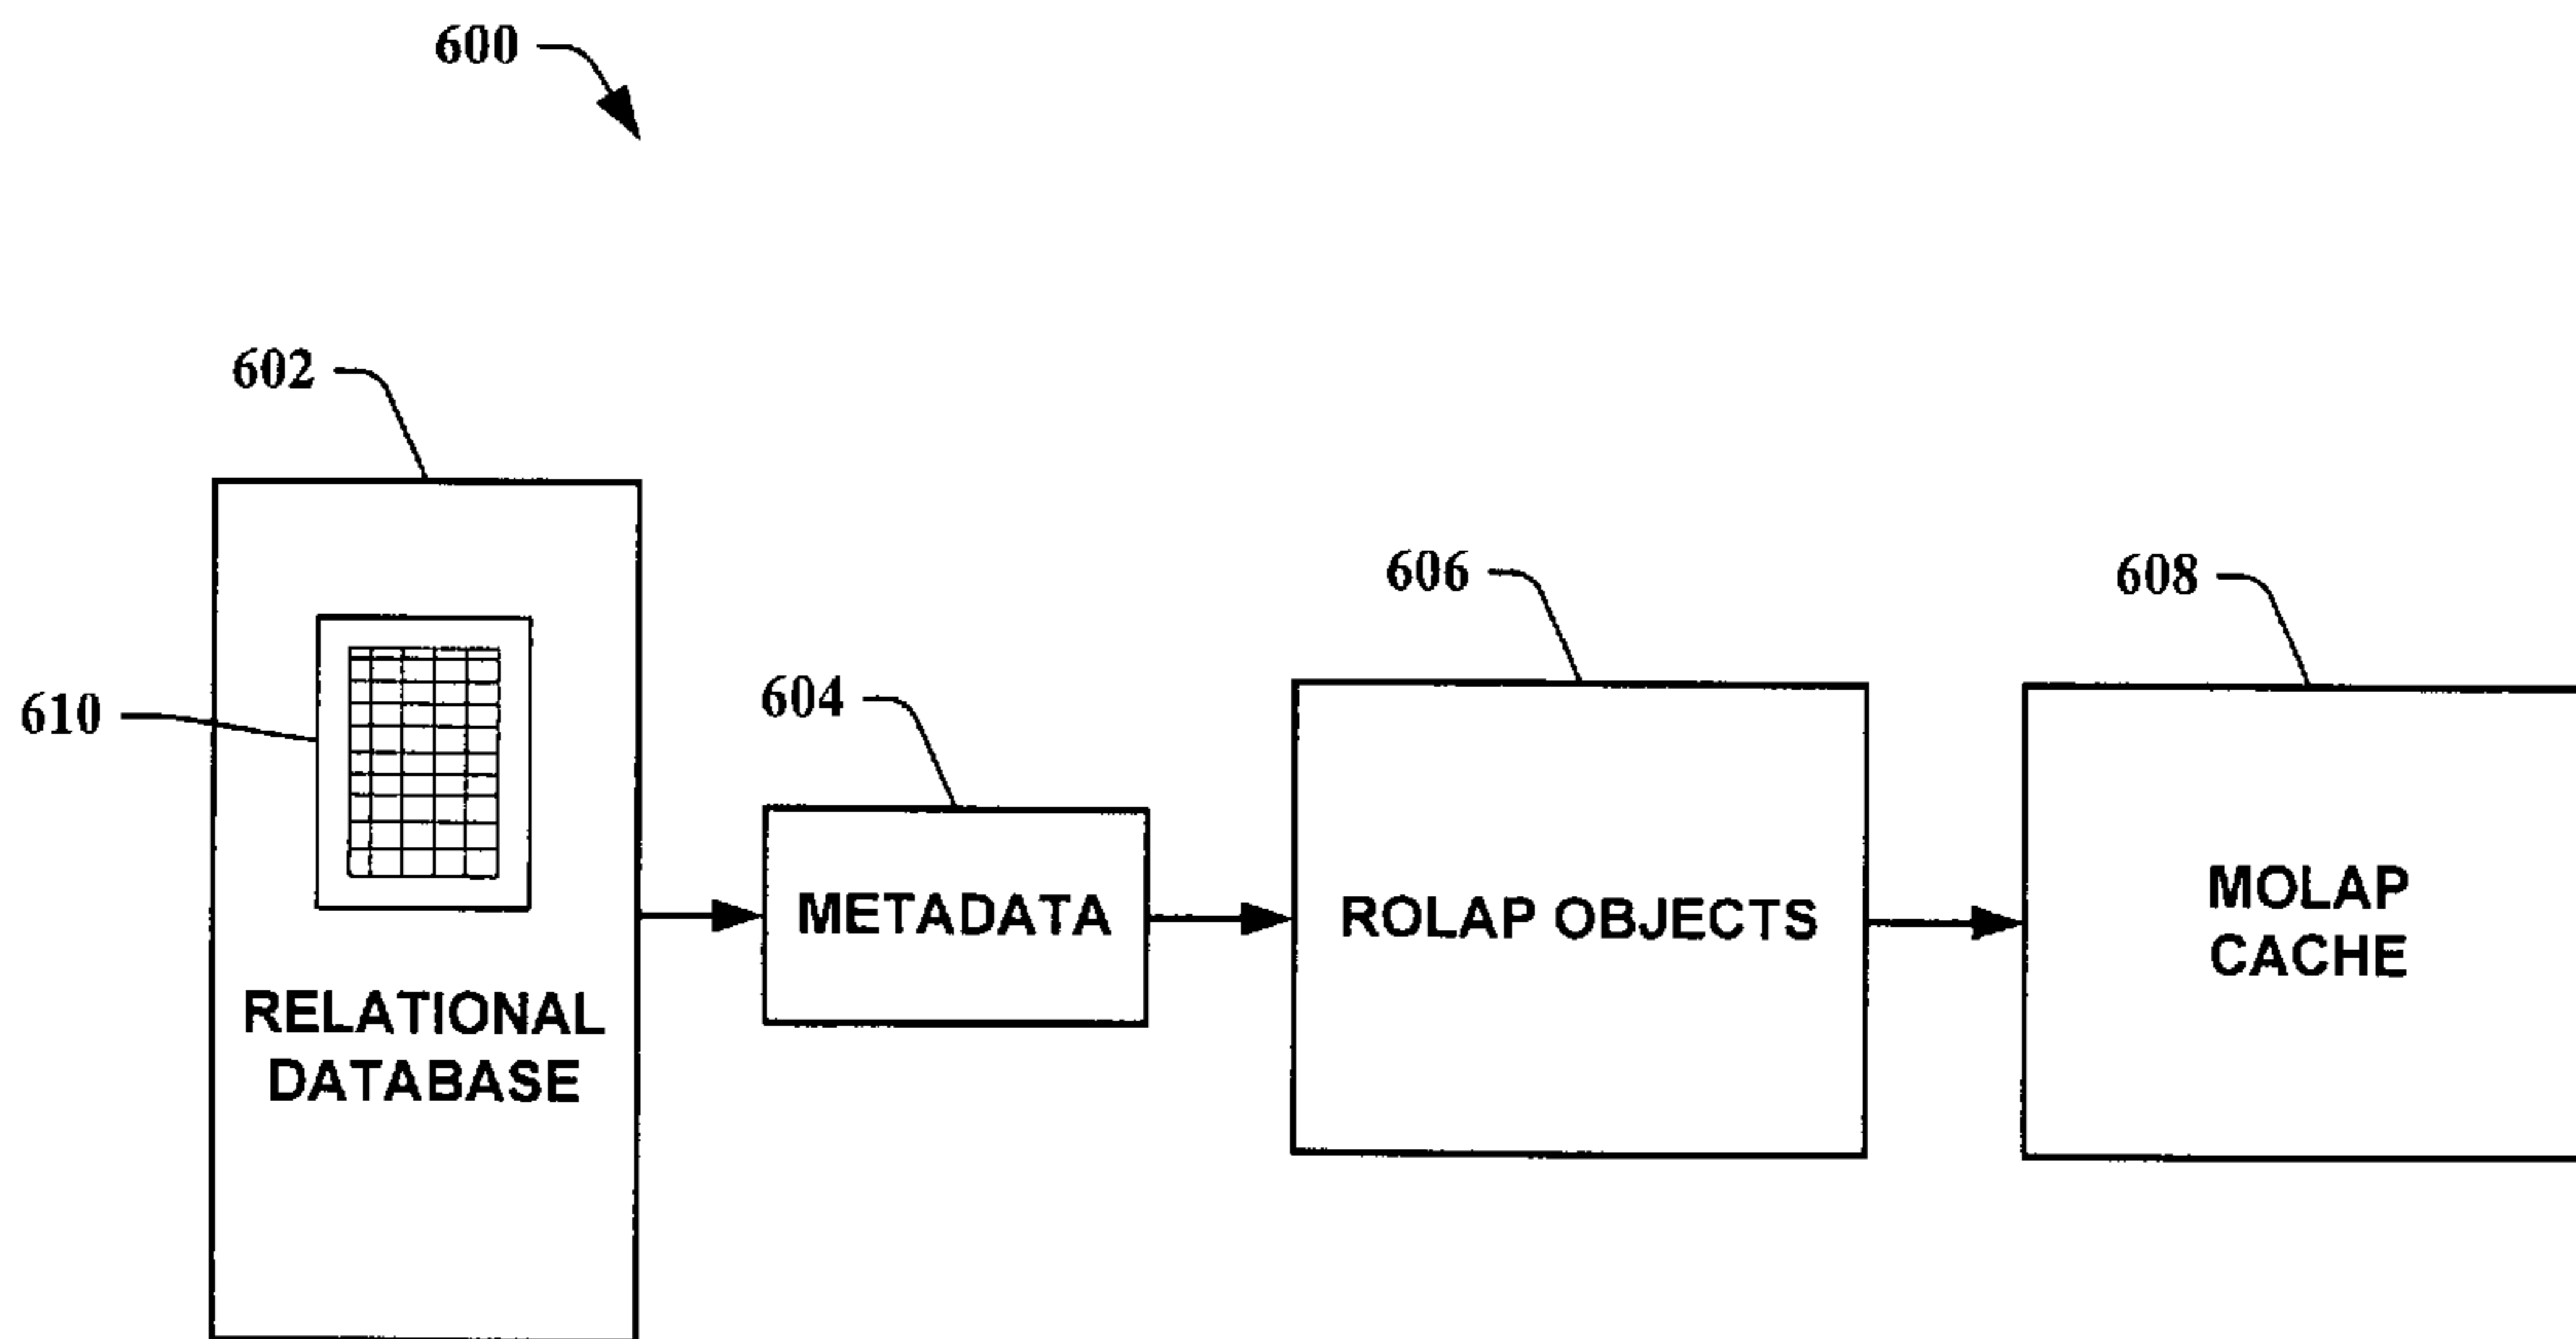 600
602
606
608
610
604
METADATA
ROLAP OBJECTS
MOLAP
CACHE
RELATIONAL
DATABASE